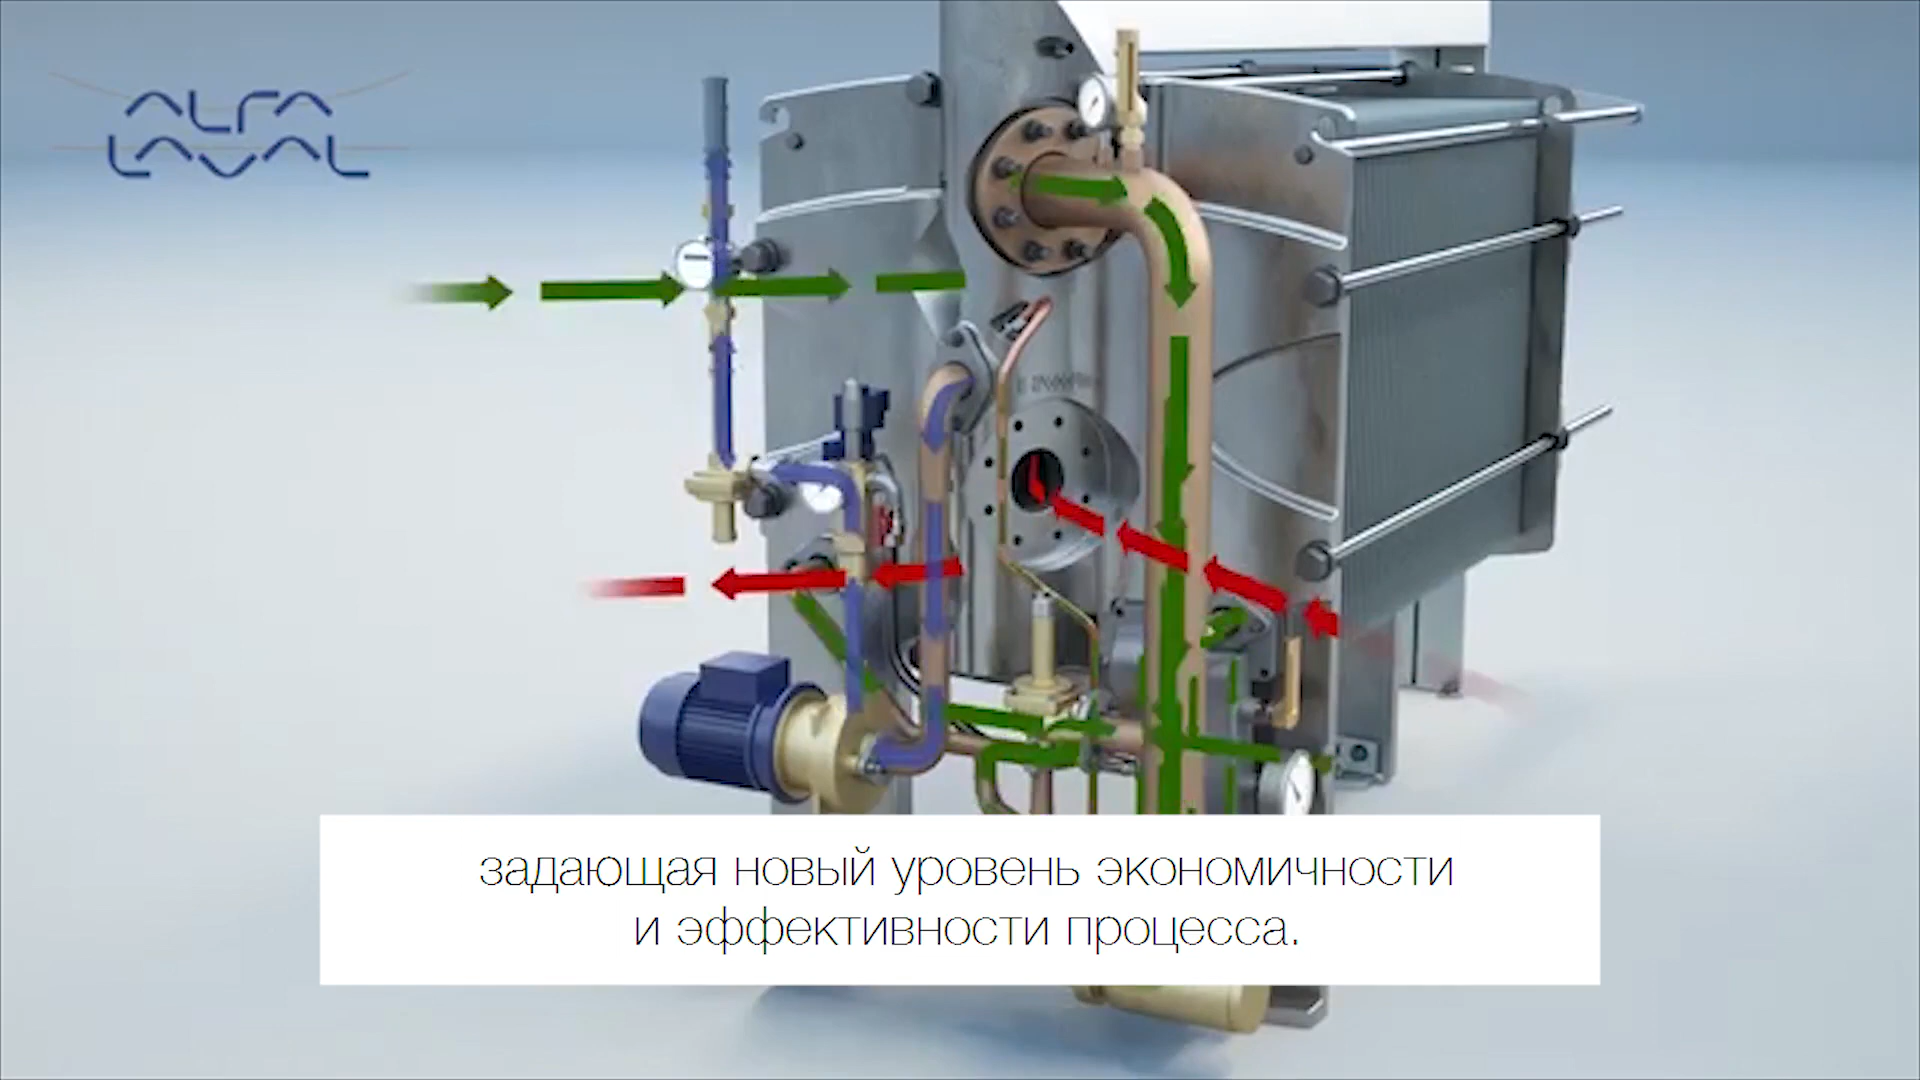 ALFA
LAVAL
задающая новый уровень экономичности
и эффективности процесса.